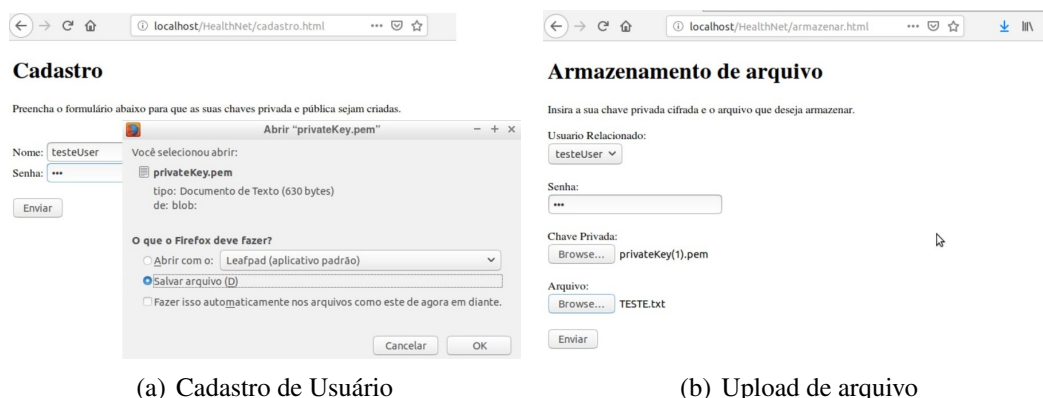 localhost/HealthNet/cadastro.html
Cadastro
Preencha o formulário abaixo para que as suas chaves privada e pública sejam criadas.
Nome: testeUser
Senha: •••
Enviar
Abrir “privateKey.pem”
Você selecionou abrir:
privateKey.pem
tipo: Documento de Texto (630 bytes)
de: blob:
O que o Firefox deve fazer?
Abrir com o: Leafpad (aplicativo padrão)
Salvar arquivo (D)
Fazer isso automaticamente nos arquivos como este de agora em diante.
Cancelar OK
(a) Cadastro de Usuário
localhost/HealthNet/armazenar.html
Armazenamento de arquivo
Insira a sua chave privada cifrada e o arquivo que deseja armazenar.
Usuario Relacionado:
testeUser
Senha:
•••
Chave Privada:
Browse... privateKey(1).pem
Arquivo:
Browse... TESTE.txt
Enviar
(b) Upload de arquivo